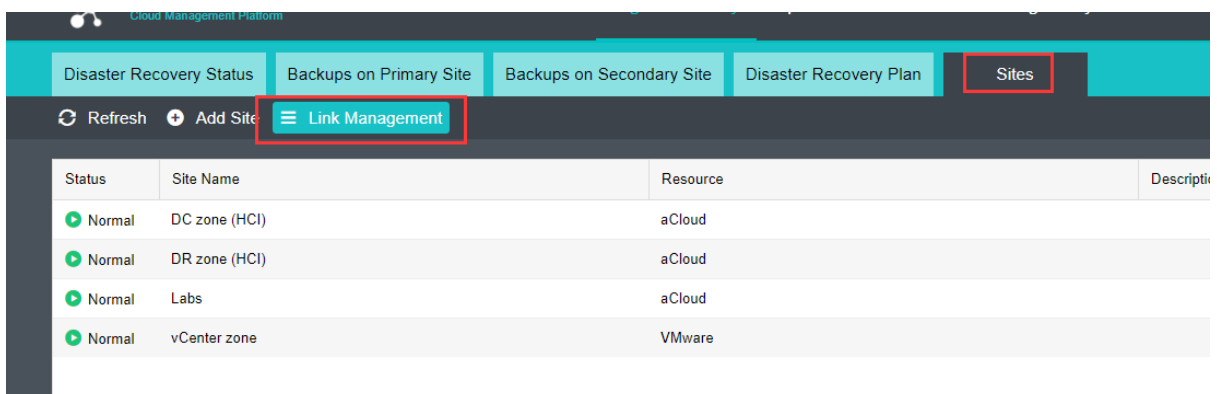 Cloud Management Platform
Disaster Recovery Status Backups on Primary Site Backups on Secondary Site Disaster Recovery Plan Sites
Refresh Add Site Link Management
Status Site Name Resource Descripti
Normal DC zone (HCI) aCloud
Normal DR zone (HCI) aCloud
Normal Labs aCloud
Normal vCenter zone VMware